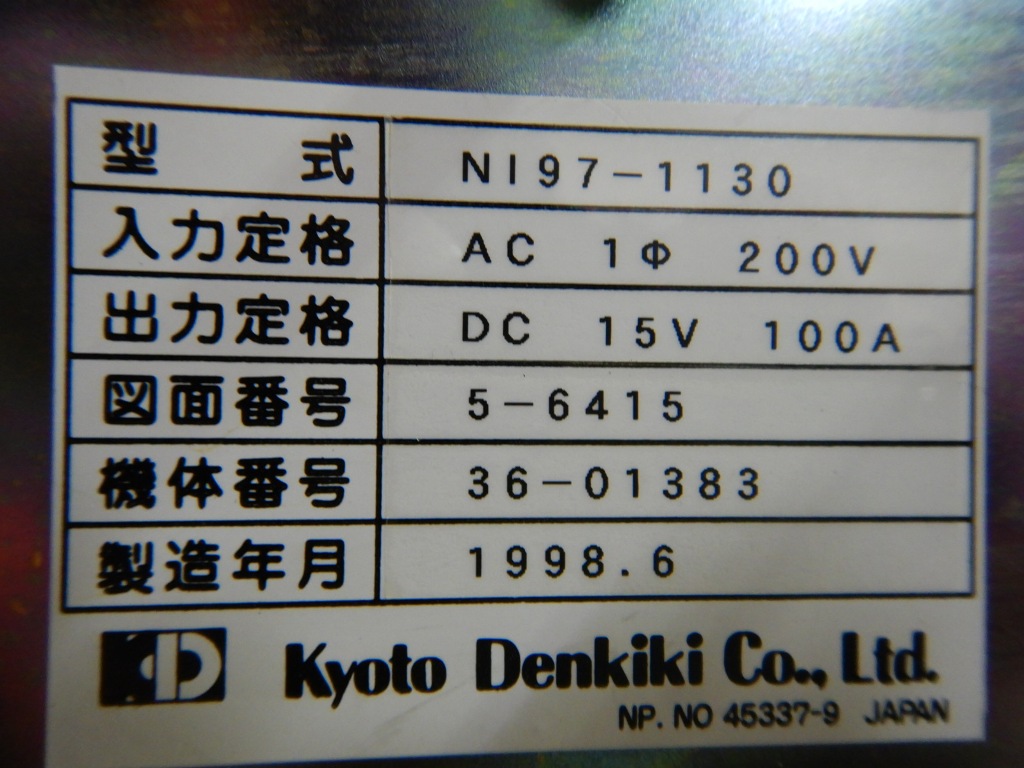 型式 NI97-1130
入力定格 AC 1Φ 200V
出力定格 DC 15V 100A
図面番号 5-6415
機体番号 36-01383
製造年月 1998.6
Kyoto Denkiki Co., Ltd.
NP. NO 45337-9 JAPAN